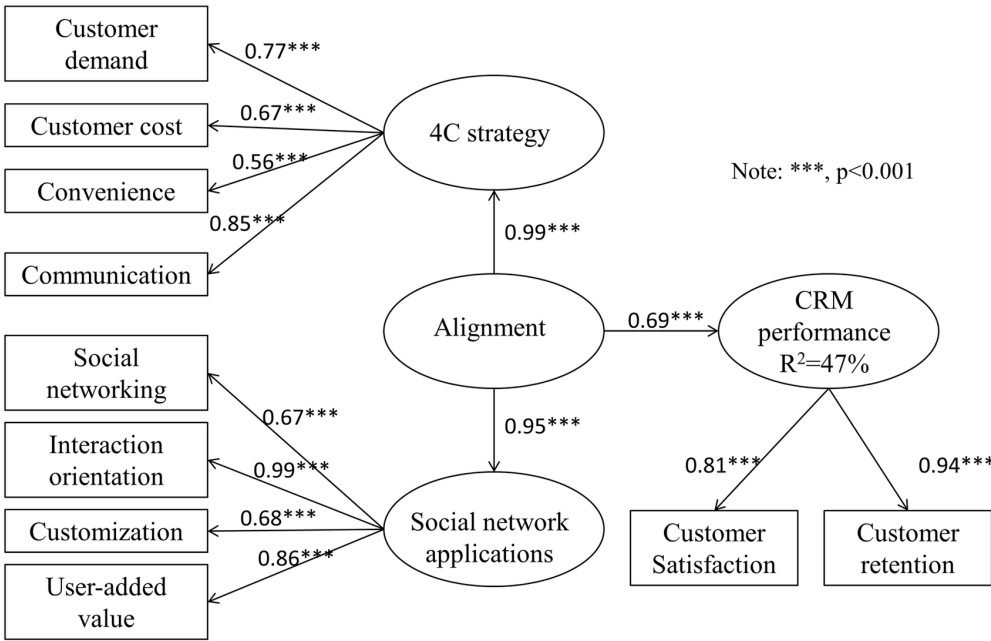 Customer
demand
0.77***
Customer cost
0.67***
Convenience
0.56***
Communication
0.85***
4C strategy
Note: ***, p<0.001
0.99***
Alignment
0.69***
CRM
performance
R²=47%
0.95***
Social
networking
0.67***
Interaction
orientation
0.99***
Customization
0.68***
User-added
value
0.86***
Social network
applications
0.81***
0.94***
Customer
Satisfaction
Customer
retention